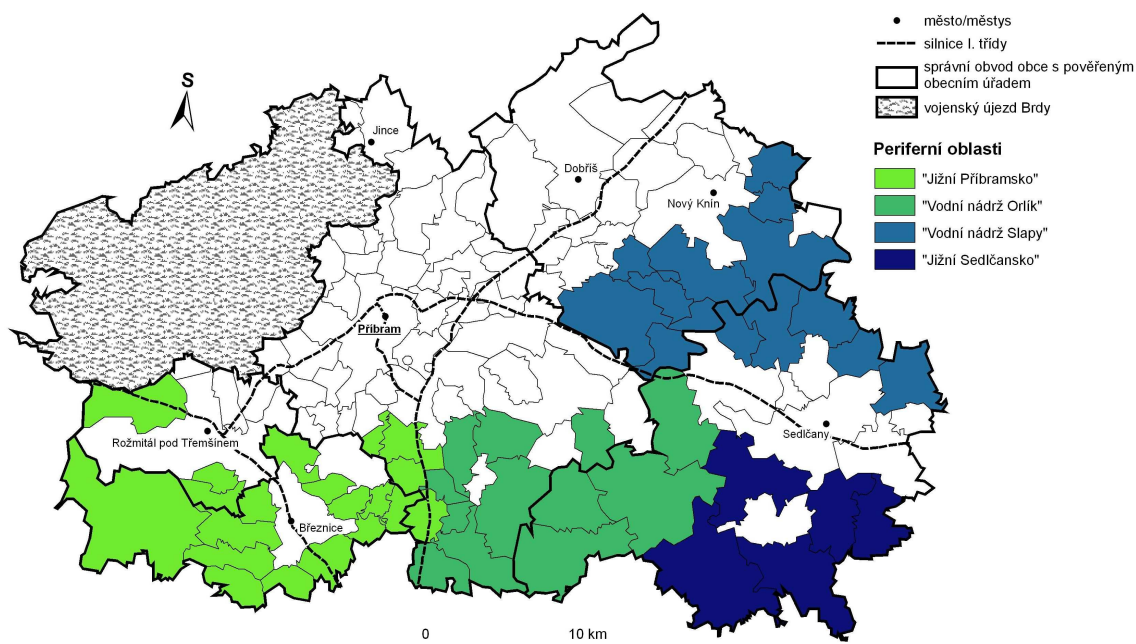 město/městys
silnice I. třídy
správní obvod obce s pověřeným
obecním úřadem
vojenský újezd Brdy
Periferní oblasti
"Jižní Příbramsko"
"Vodní nádrž Orlík"
"Vodní nádrž Slapy"
"Jižní Sedlčansko"
S
Jince
Dobříš
Nový Knín
Příbram
Rožmitál pod Třemšínem
Sedlčany
Březnice
0 10 km